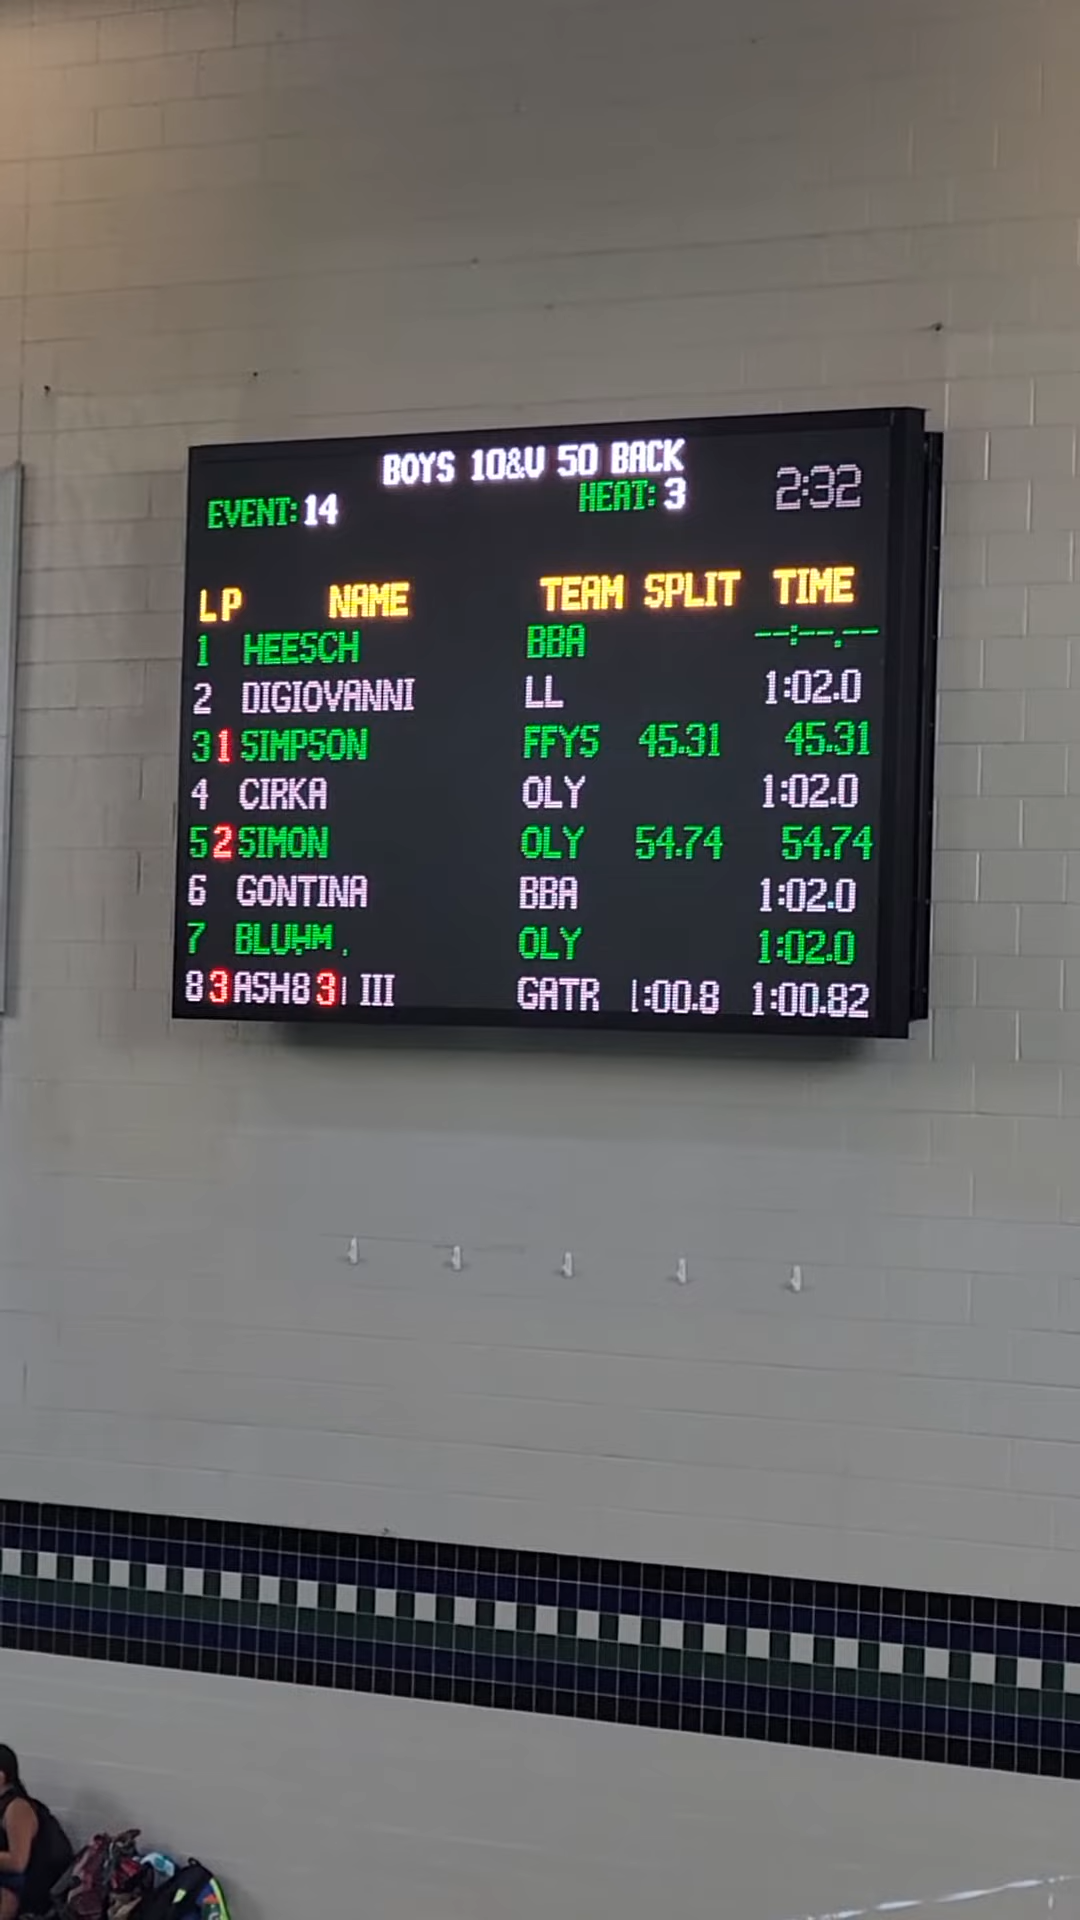 BOYS 10&U 50 BACK
EVENT: 14 HEAT: 3 2:32
L P NAME TEAM SPLIT TIME
1 HEESCH BBA --:--.--
2 DIGIOVANNI LL 1:02.0
3 1 SIMPSON FFYS 45.31 45.31
4 CIRKA OLY 1:02.0
5 2 SIMON OLY 54.74 54.74
6 GONTINA BBA 1:02.0
7 OLY 1:02.0
8 3 III GATR 1:00.8 1:00.82